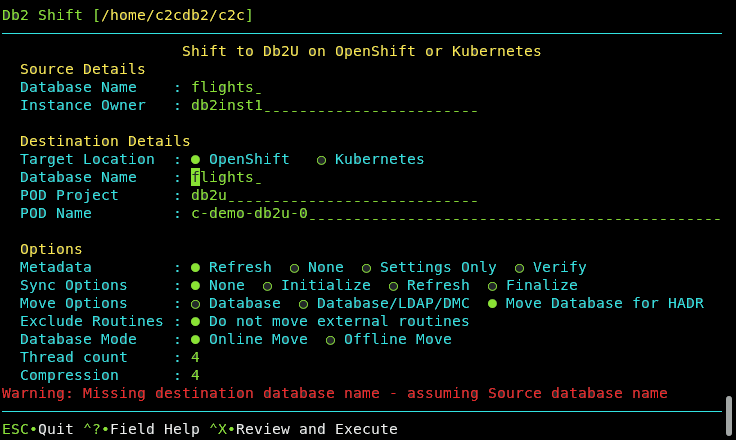 Db2 Shift [/home/c2cdb2/c2c]
Shift to Db2U on OpenShift or Kubernetes
Source Details
Database Name : flights_
Instance Owner : db2inst1________________________
Destination Details
Target Location : ● OpenShift ○ Kubernetes
Database Name : flights_
POD Project : db2u____________________________
POD Name : c-demo-db2u-0______________________________________________
Options
Metadata : ● Refresh ○ None ○ Settings Only ○ Verify
Sync Options : ● None ○ Initialize ○ Refresh ○ Finalize
Move Options : ○ Database ○ Database/LDAP/DMC ● Move Database for HADR
Exclude Routines : ● Do not move external routines
Database Mode : ● Online Move ○ Offline Move
Thread count : 4
Compression : 4
Warning: Missing destination database name - assuming Source database name
ESC•Quit ^?•Field Help ^X•Review and Execute